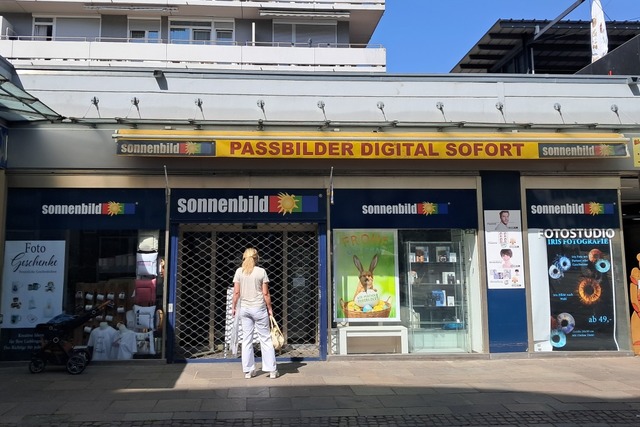 sonnenbild
PASSBILDER DIGITAL SOFORT
sonnenbild
sonnenbild
sonnenbild
sonnenbild
sonnenbild
Foto
Geschenke
FOTOSTUDIO
IRIS FOTOGRAFIE
ab 49,-